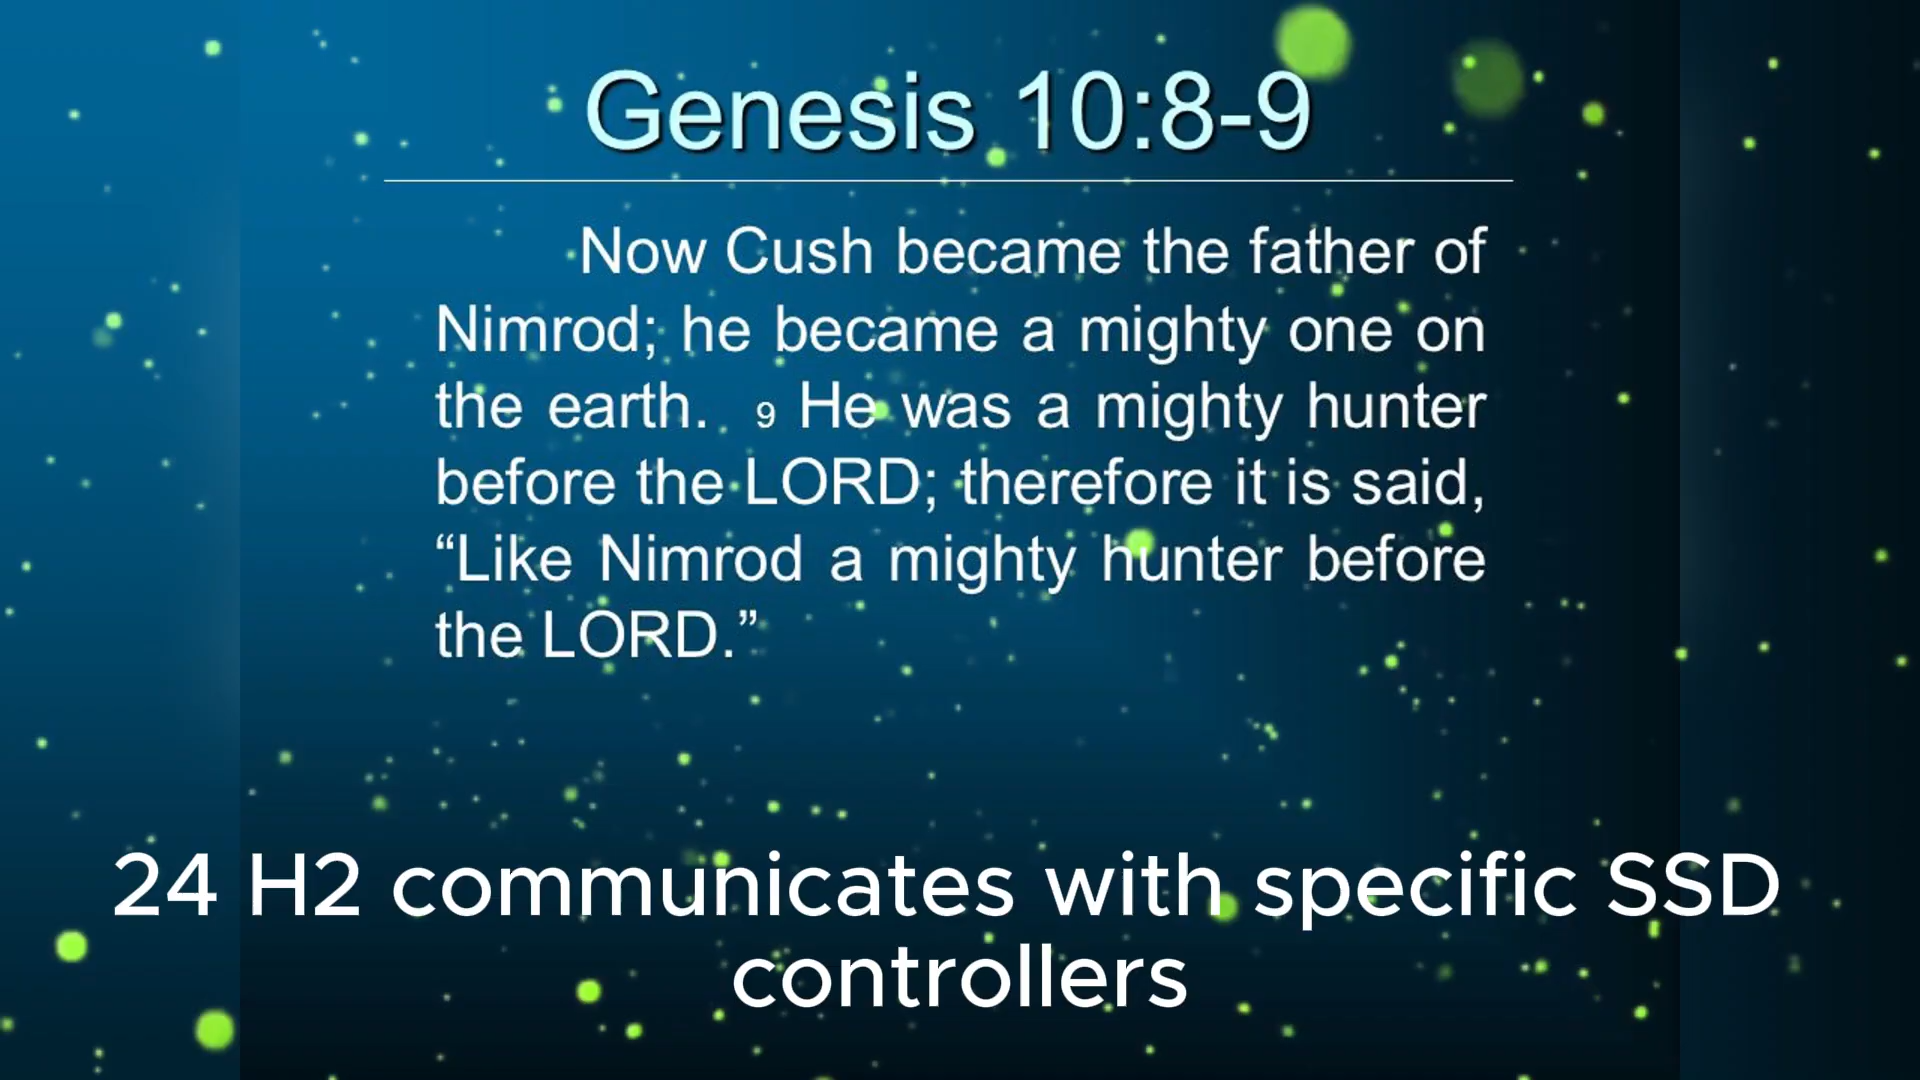 Genesis 10:8-9
Now Cush became the father of
Nimrod; he became a mighty one on
the earth. 9 He was a mighty hunter
before the LORD; therefore it is said,
“Like Nimrod a mighty hunter before
the LORD.”
24 H2 communicates with specific SSD
controllers